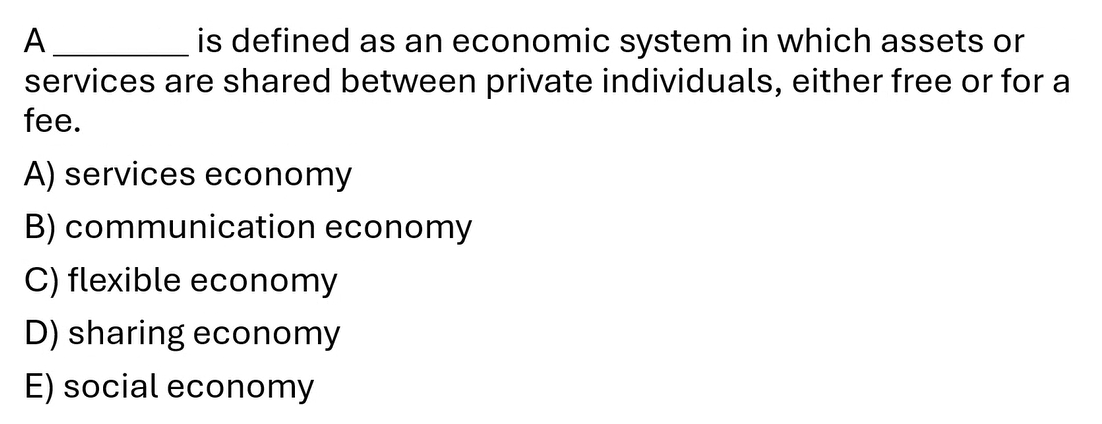 A _________ is defined as an economic system in which assets or
services are shared between private individuals, either free or for a
fee.
A) services economy
B) communication economy
C) flexible economy
D) sharing economy
E) social economy